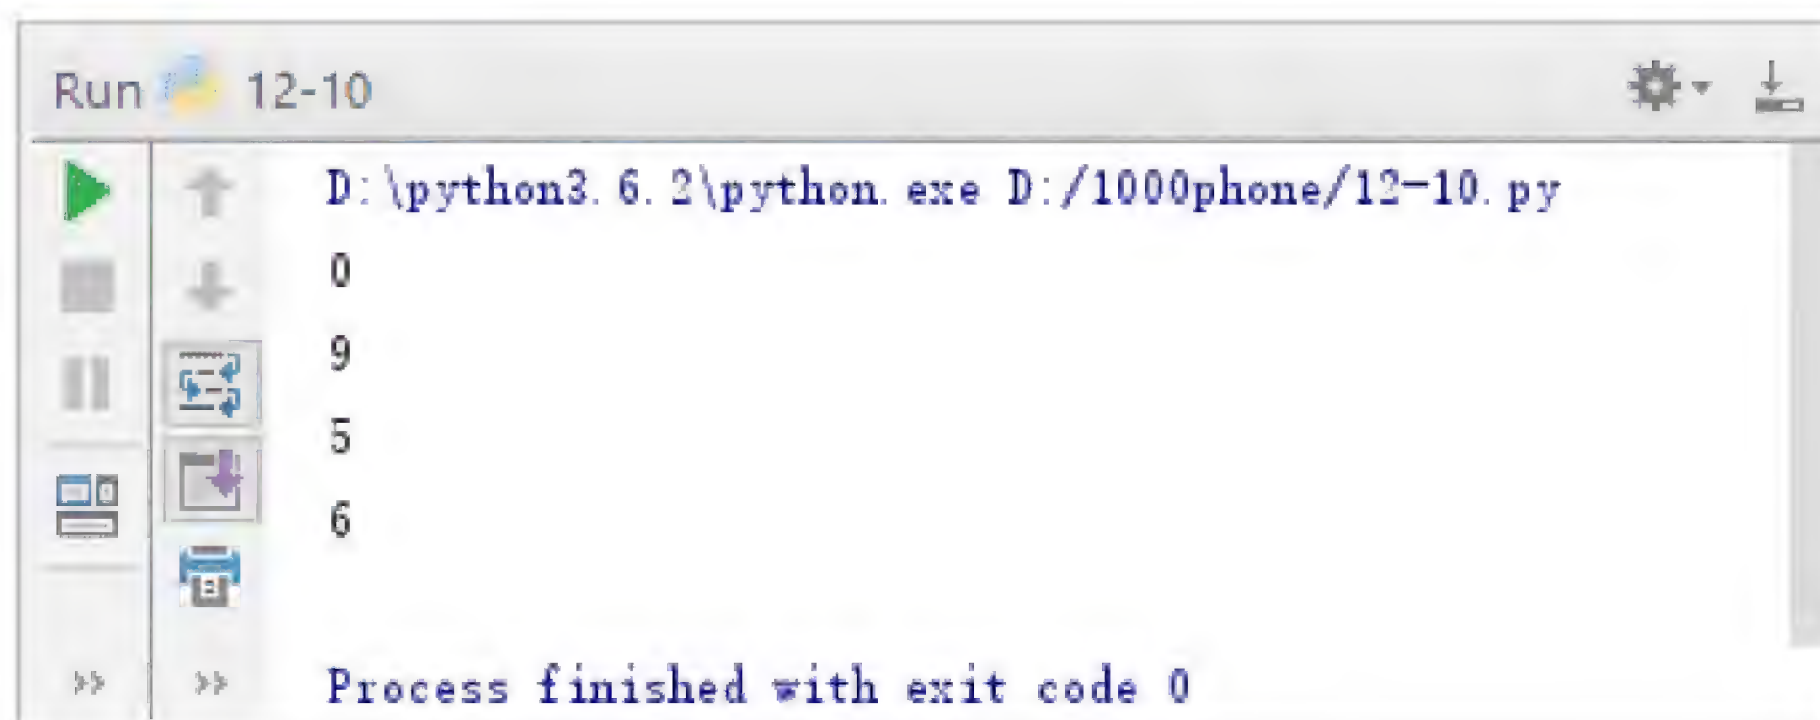 Run 12-10
D:\python3.6.2\python.exe D:/1000phone/12-10.py
0
9
5
6
Process finished with exit code 0